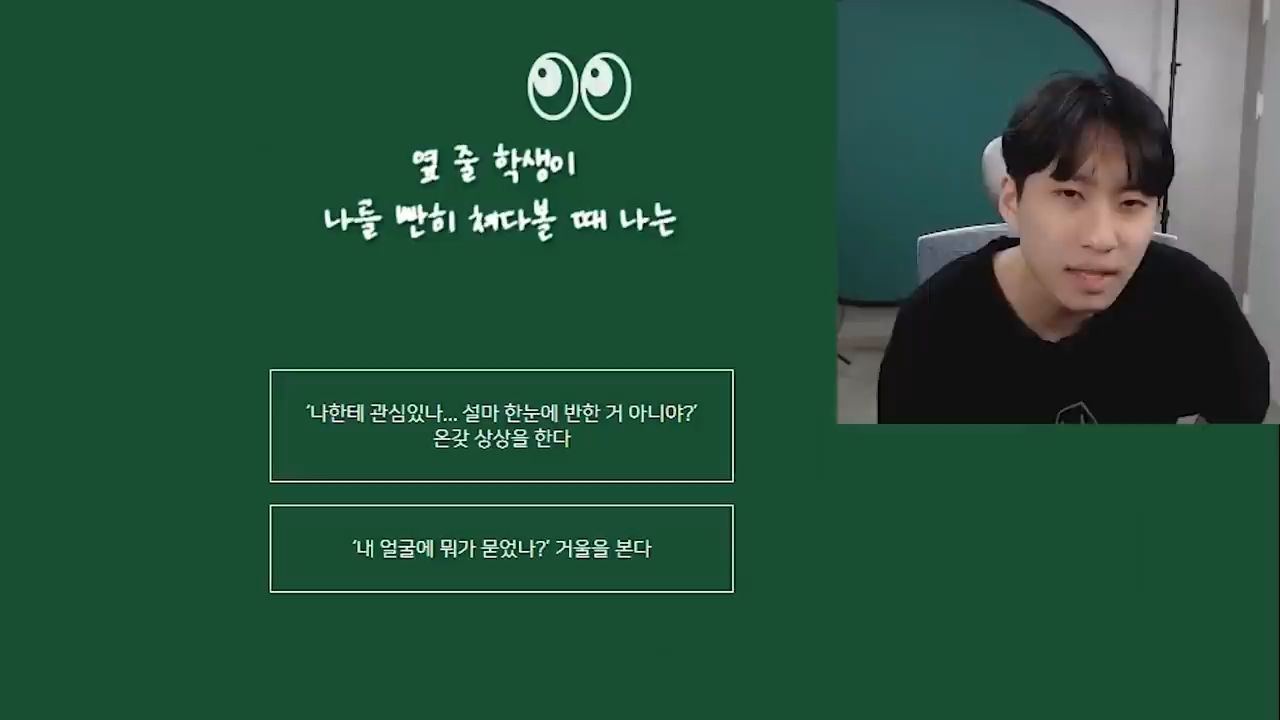 옆 줄 학생이
나를 빤히 쳐다볼 때 나는
‘나한테 관심있나... 설마 한눈에 반한 거 아니야?’
온갖 상상을 한다
‘내 얼굴에 뭐가 묻었나?’ 거울을 본다